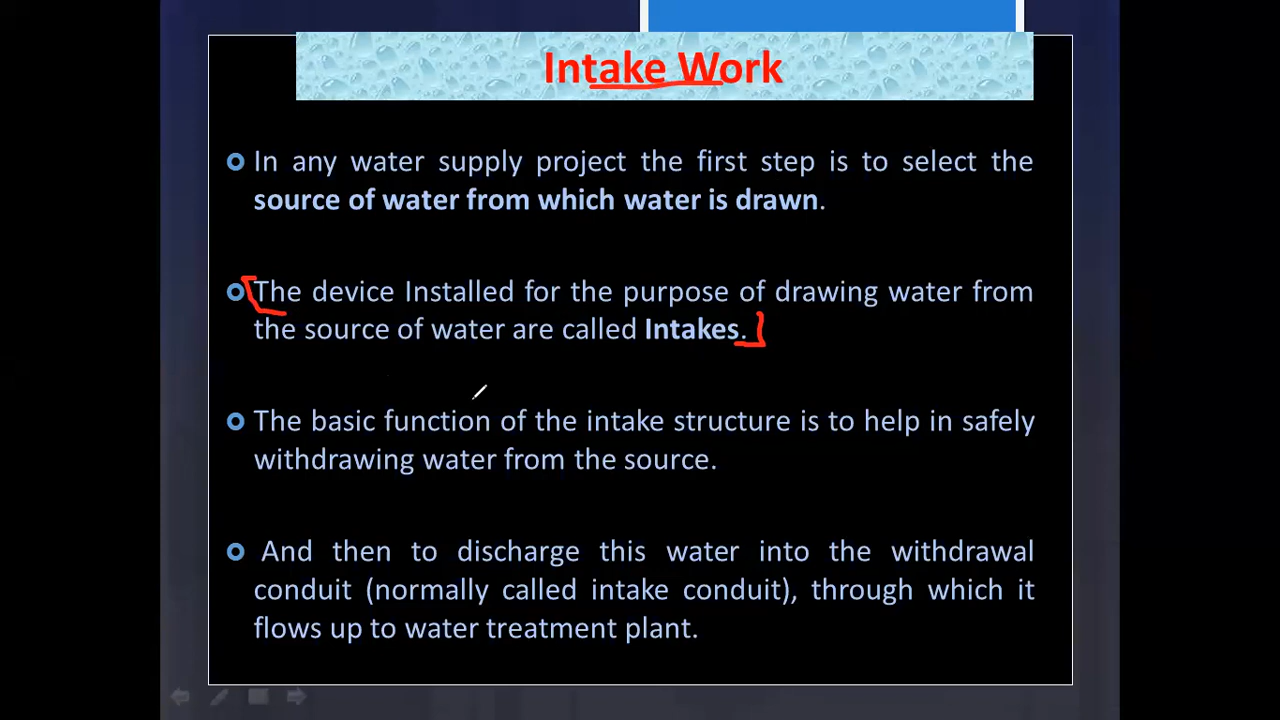 Intake Work
In any water supply project the first step is to select the
source of water from which water is drawn.
The device Installed for the purpose of drawing water from
the source of water are called Intakes.
The basic function of the intake structure is to help in safely
withdrawing water from the source.
And then to discharge this water into the withdrawal
conduit (normally called intake conduit), through which it
flows up to water treatment plant.